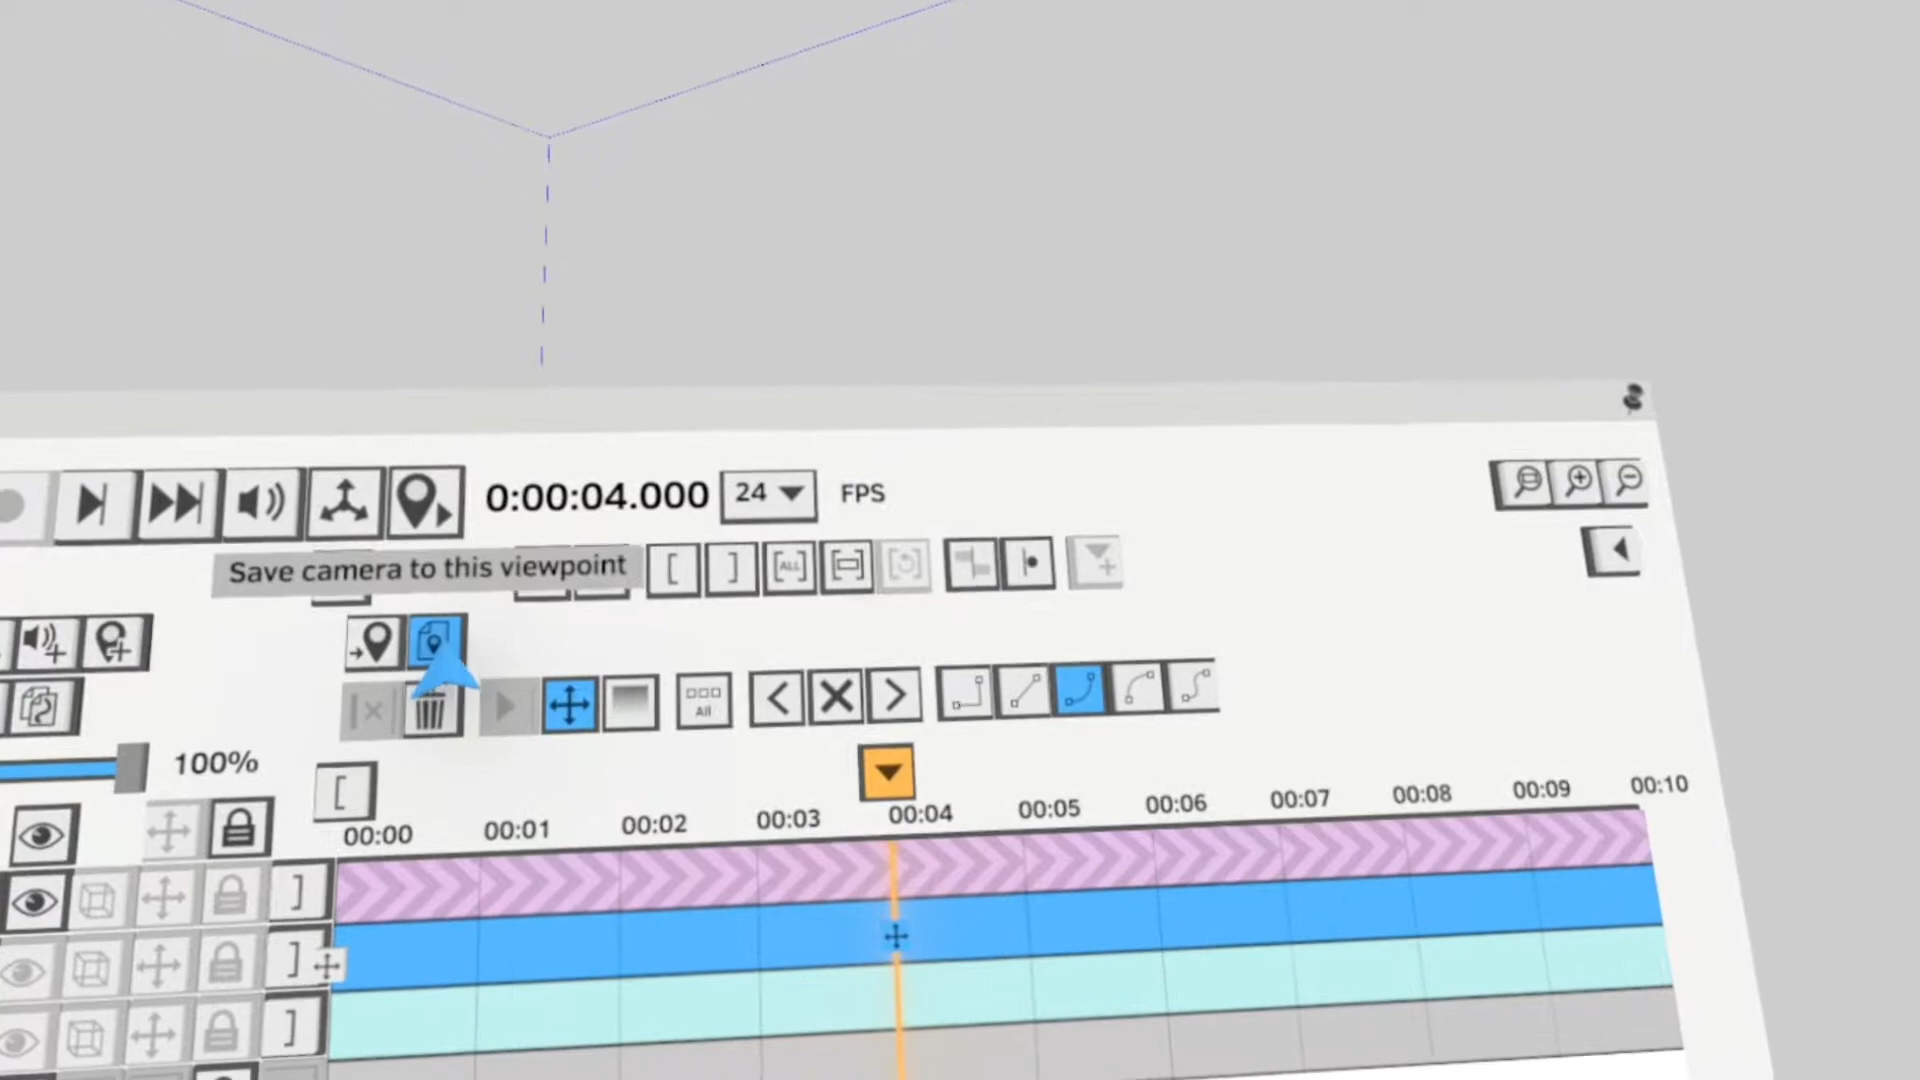 0:00:04.000 24 FPS
Save camera to this viewpoint [ ] [ALL]
All
100%
[
00:00 00:01 00:02 00:03 00:04 00:05 00:06 00:07 00:08 00:09 00:10
]
]
]